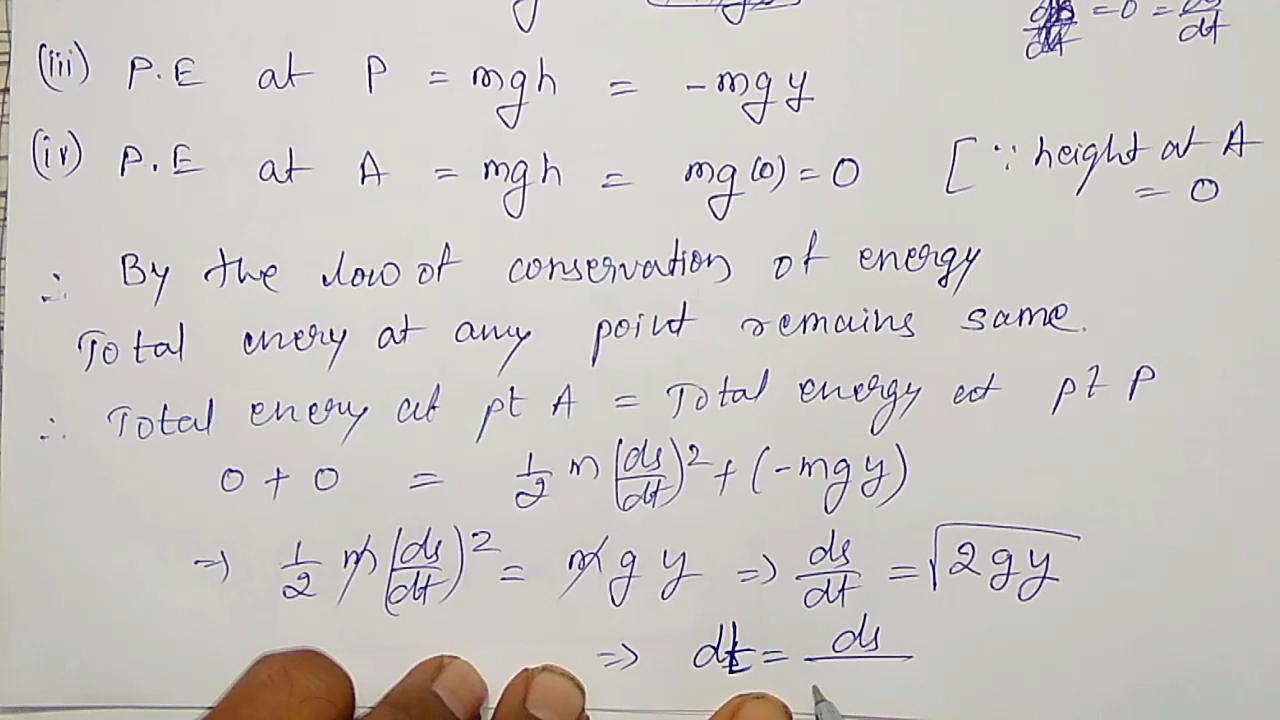 (iii) P.E at P = mgh = -mgy
(iv) P.E at A = mgh = mg(0) = 0 [∵ height at A = 0
∴ By the low of conservation of energy
Total enery at any point remains same.
∴ Total enery at pt A = Total energy at pt P
0 + 0 = 1/2 m (ds/dt)^2 + (-mgy)
⇒ 1/2 m (ds/dt)^2 = mgy ⇒ ds/dt = √2gy
⇒ dt = ds